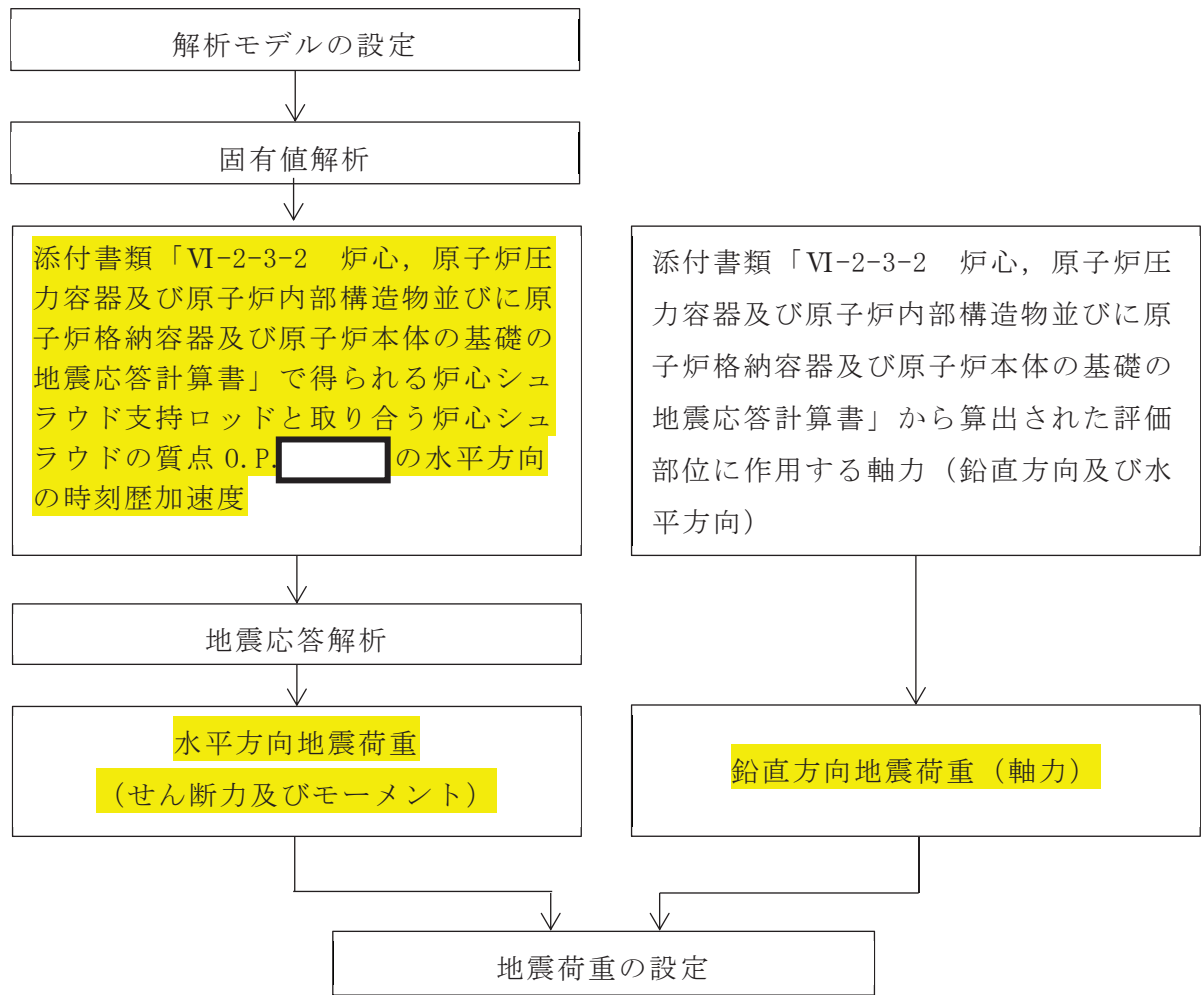 解析モデルの設定
固有値解析
添付書類「Ⅵ-2-3-2　炉心，原子炉圧
力容器及び原子炉内部構造物並びに原
子炉格納容器及び原子炉本体の基礎の
地震応答計算書」で得られる炉心シュ
ラウド支持ロッドと取り合う炉心シュ
ラウドの質点 O.P.　　　の水平方向
の時刻歴加速度
地震応答解析
水平方向地震荷重
（せん断力及びモーメント）
添付書類「Ⅵ-2-3-2　炉心，原子炉圧
力容器及び原子炉内部構造物並びに原
子炉格納容器及び原子炉本体の基礎の
地震応答計算書」から算出された評価
部位に作用する軸力（鉛直方向及び水
平方向）
鉛直方向地震荷重（軸力）
地震荷重の設定